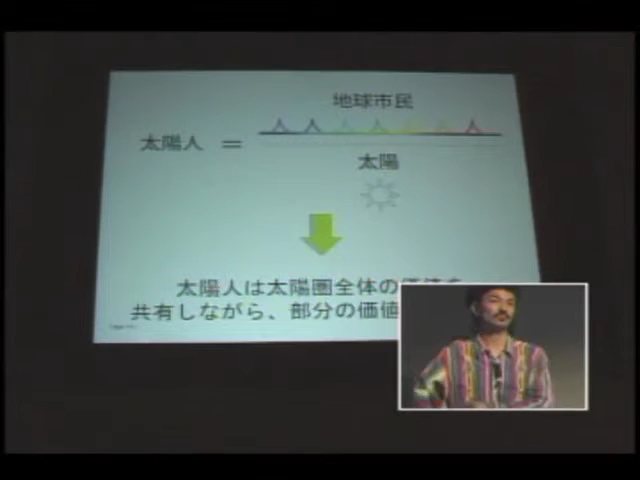 地球市民
太陽人 =
太陽
太陽人は太陽圏全体の価値を
共有しながら、部分の価値